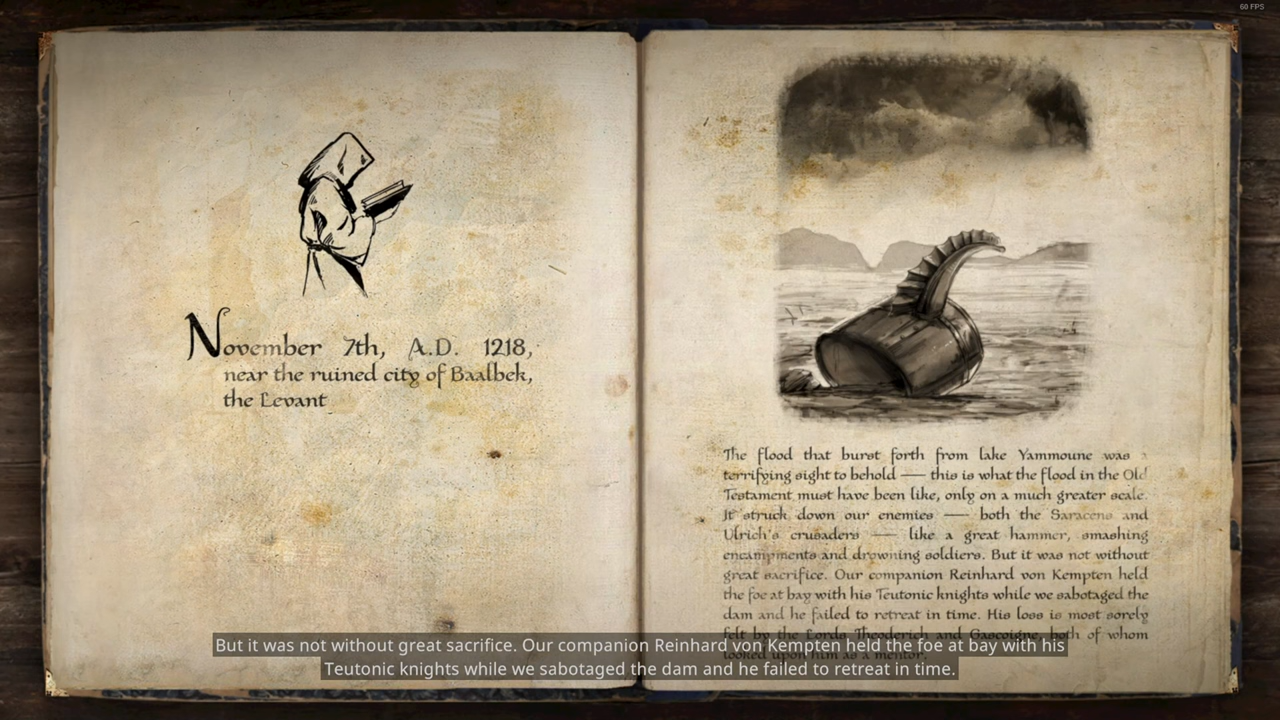 60 FPS
November 7th, A.D. 1218,
near the ruined city of Baalbek,
the Levant
The flood that burst forth from lake Yammoune was a
terrifying sight to behold — this is what the flood in the Old
Testament must have been like, only on a much greater scale.
It struck down our enemies — both the Saracens and
Ulrich's crusaders — like a great hammer, smashing
encampments and drowning soldiers. But it was not without
great sacrifice. Our companion Reinhard von Kempten held
the foe at bay with his Teutonic knights while we sabotaged the
dam and he failed to retreat in time. His loss is most sorely
felt by the Lords Theoderich and Gascoigne, both of whom
looked upon him as a mentor.
But it was not without great sacrifice. Our companion Reinhard von Kempten held the foe at bay with his
Teutonic knights while we sabotaged the dam and he failed to retreat in time.